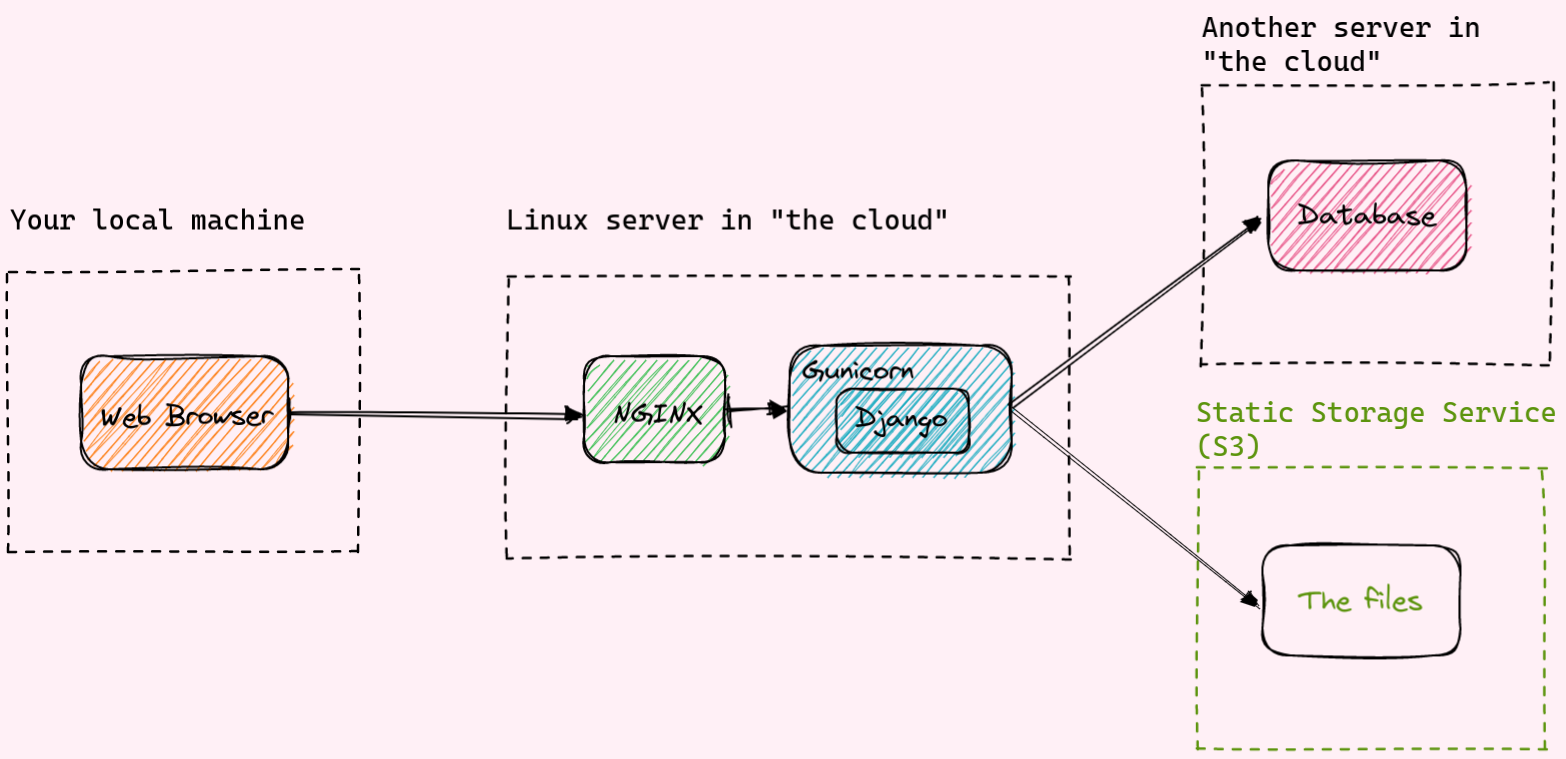 Another server in
"the cloud"
Database
Your local machine
Web Browser
Linux server in "the cloud"
NGINX
Gunicorn
Django
Static Storage Service
(S3)
The files